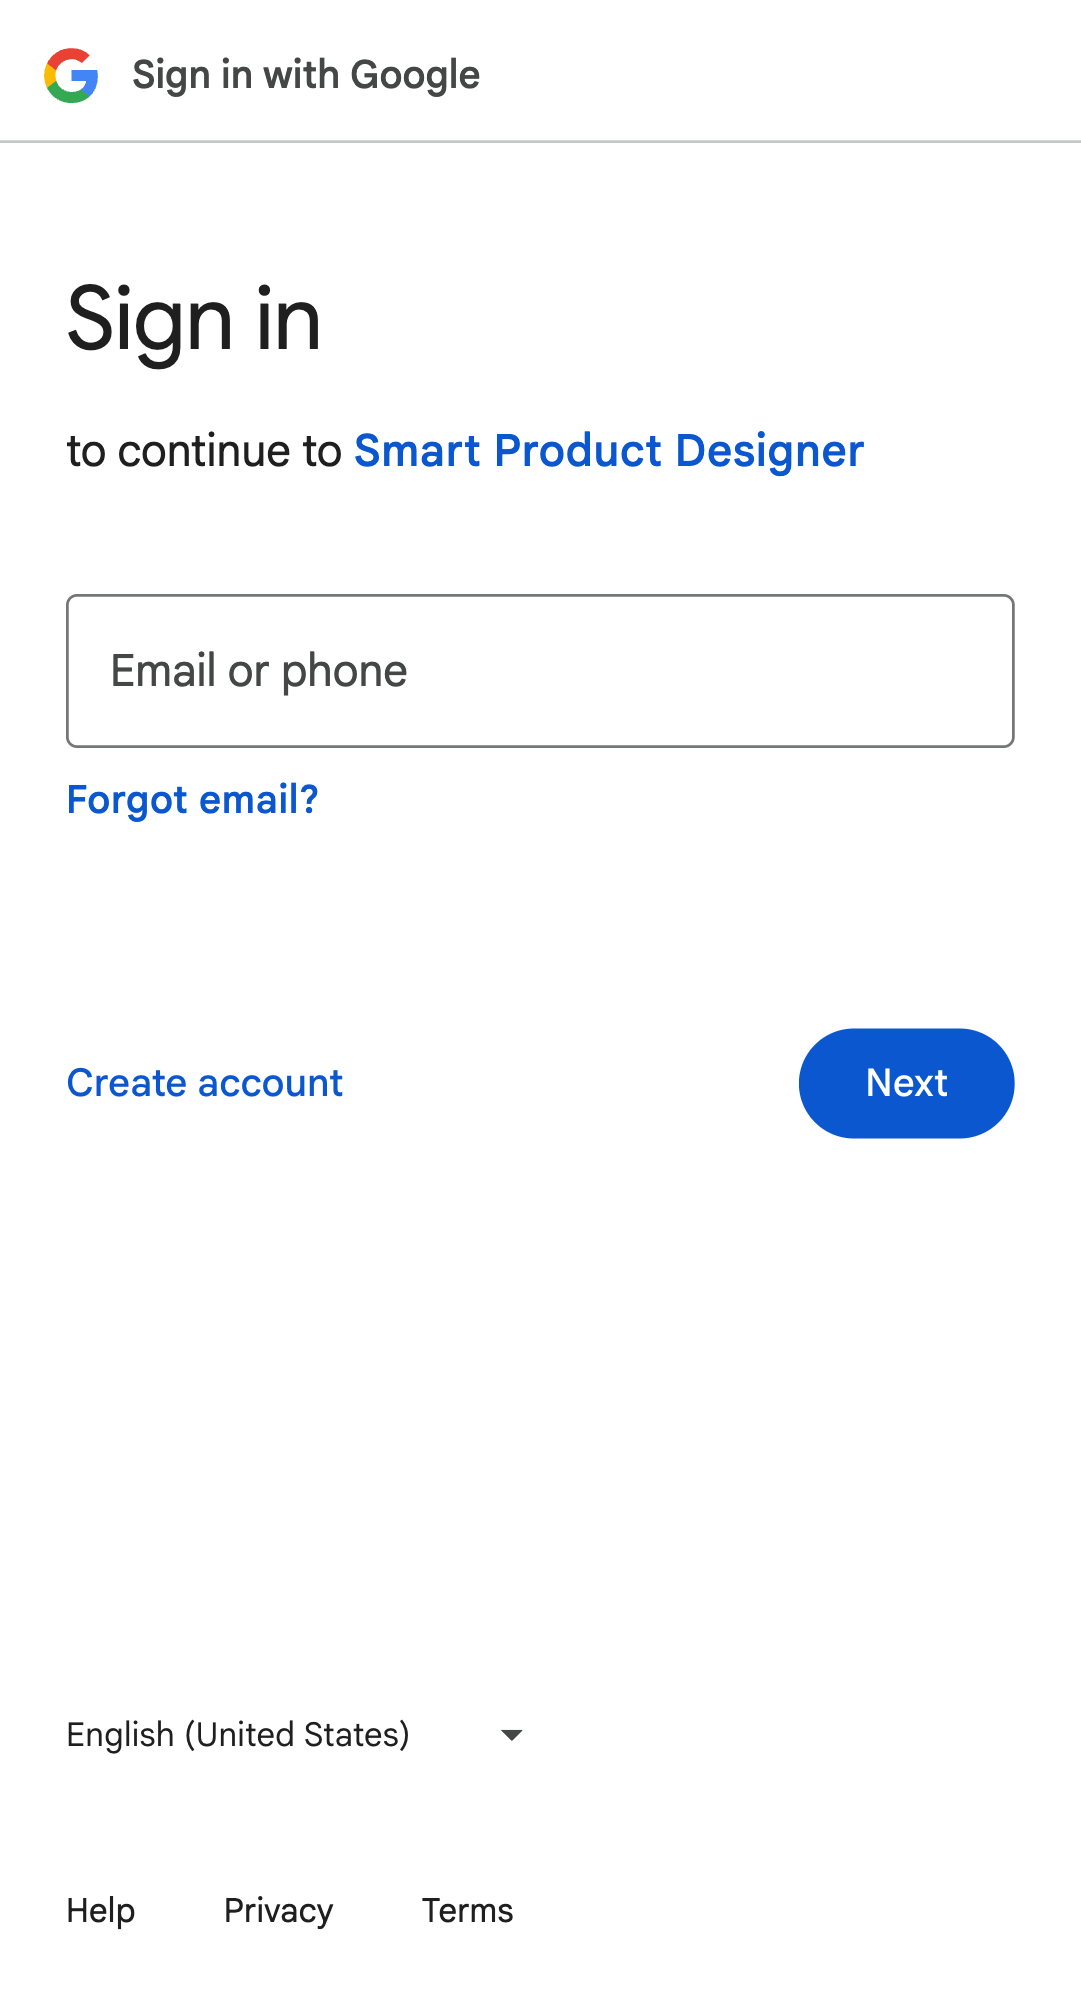 Sign in with Google
Sign in
to continue to Smart Product Designer
Email or phone
Forgot email?
Create account
Next
English (United States)
Help
Privacy
Terms